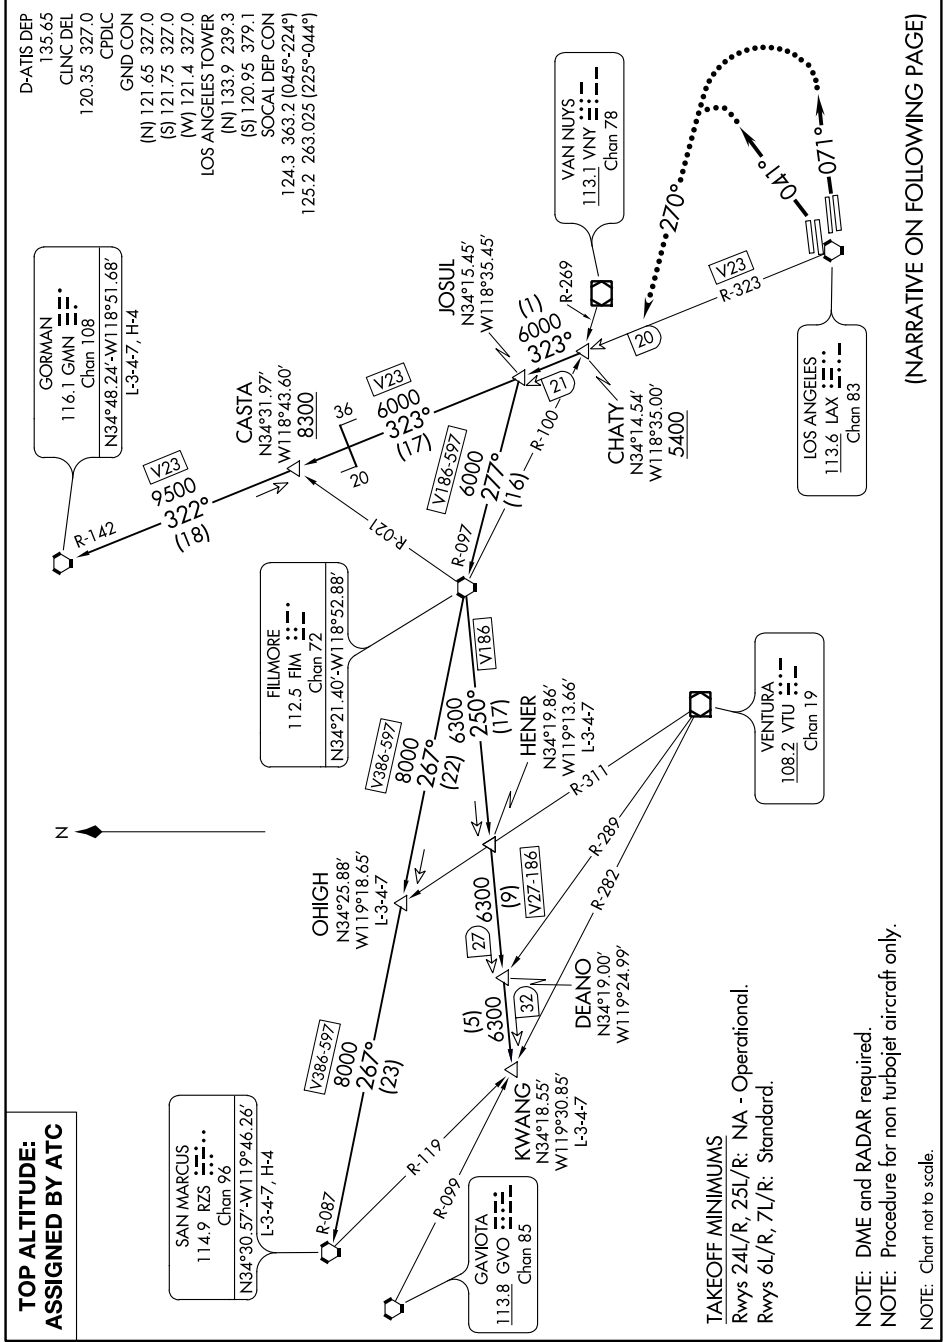 TOP ALTITUDE:
ASSIGNED BY ATC
D-ATIS DEP
135.65
CLNC DEL
120.35 327.0
CPDLC
GND CON
(N) 121.65 327.0
(S) 121.75 327.0
(W) 121.4 327.0
LOS ANGELES TOWER
(N) 133.9 239.3
(S) 120.95 379.1
SOCAL DEP CON
124.3 363.2 (045°-224°)
125.2 263.025 (225°-044°)
GORMAN
116.1 GMN
Chan 108
N34°48.24'-W118°51.68'
L-3-4-7, H-4
R-142
V23
9500
322°
(18)
CASTA
N34°31.97'
W118°43.60'
8300
36
20
V23
6000
323°
(17)
R-021
JOSUL
N34°15.45'
W118°35.45'
(1)
6000
323°
21
R-269
VAN NUYS
113.1 VNY
Chan 78
CHATY
N34°14.54'
W118°35.00'
5400
20
V23
R-323
270°
041°
071°
LOS ANGELES
113.6 LAX
Chan 83
V186-597
6000
277°
(16)
R-100
R-097
FILLMORE
112.5 FIM
Chan 72
N34°21.40'-W118°52.88'
V186
6300
250°
(17)
V386-597
8000
267°
(22)
HENER
N34°19.86'
W119°13.66'
L-3-4-7
OHIGH
N34°25.88'
W119°18.65'
L-3-4-7
N
VENTURA
108.2 VTU
Chan 19
R-311
R-289
R-282
6300
(9)
V27-186
27
DEANO
N34°19.00'
W119°24.99'
(5)
6300
32
KWANG
N34°18.55'
W119°30.85'
L-3-4-7
V386-597
8000
267°
(23)
SAN MARCUS
114.9 RZS
Chan 96
N34°30.57'-W119°46.26'
L-3-4-7, H-4
R-087
R-119
R-099
GAVIOTA
113.8 GVO
Chan 85
TAKEOFF MINIMUMS
Rwys 24L/R, 25L/R: NA - Operational.
Rwys 6L/R, 7L/R: Standard.
NOTE: DME and RADAR required.
NOTE: Procedure for non turbojet aircraft only.
NOTE: Chart not to scale.
(NARRATIVE ON FOLLOWING PAGE)